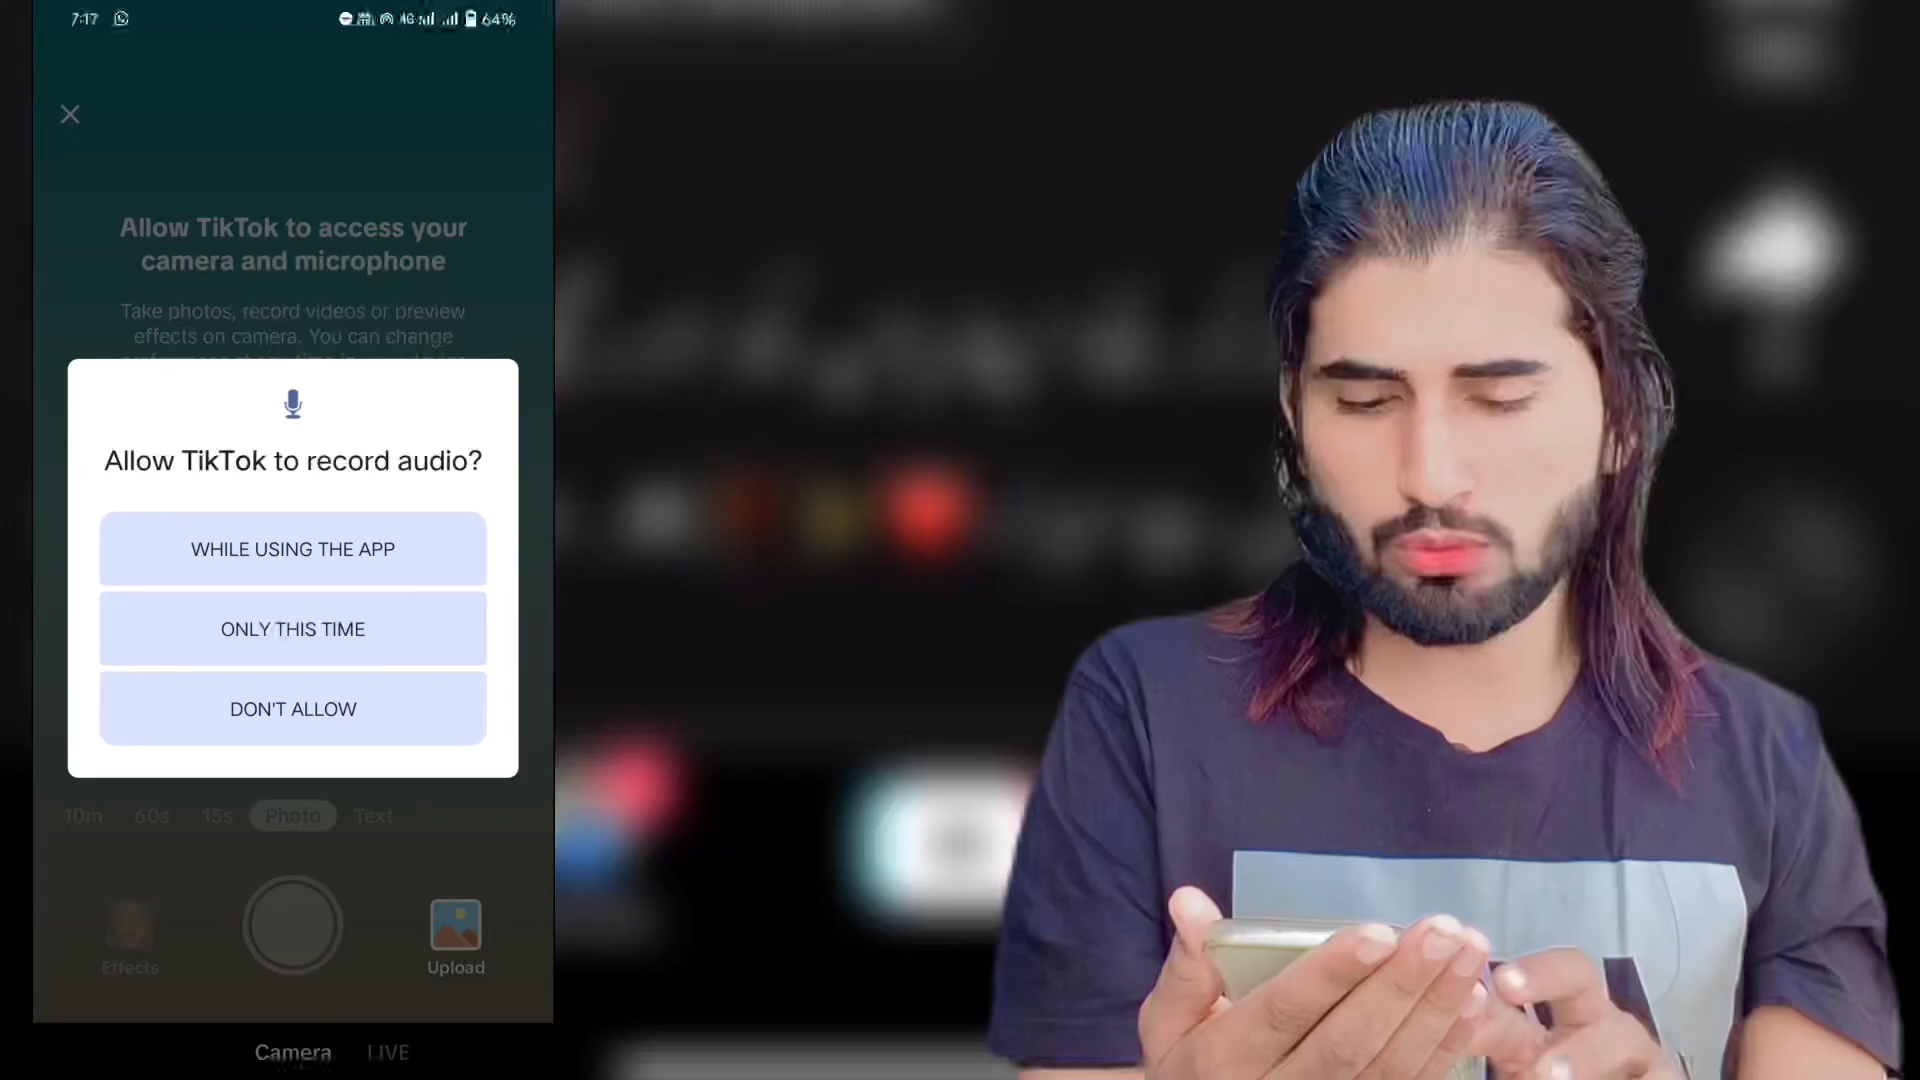 7:17
4G 64%
Allow TikTok to access your
camera and microphone
Take photos, record videos or preview
effects on camera. You can change
Allow TikTok to record audio?
WHILE USING THE APP
ONLY THIS TIME
DON'T ALLOW
10m 60s 15s Photo Text
Effects Upload
Camera LIVE